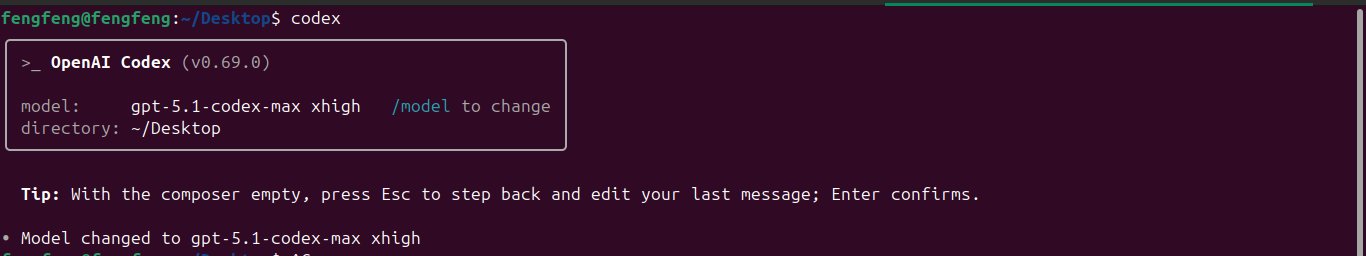 fengfeng@fengfeng:~/Desktop$ codex
>_ OpenAI Codex (v0.69.0)
model: gpt-5.1-codex-max xhigh /model to change
directory: ~/Desktop
Tip: With the composer empty, press Esc to step back and edit your last message; Enter confirms.
• Model changed to gpt-5.1-codex-max xhigh